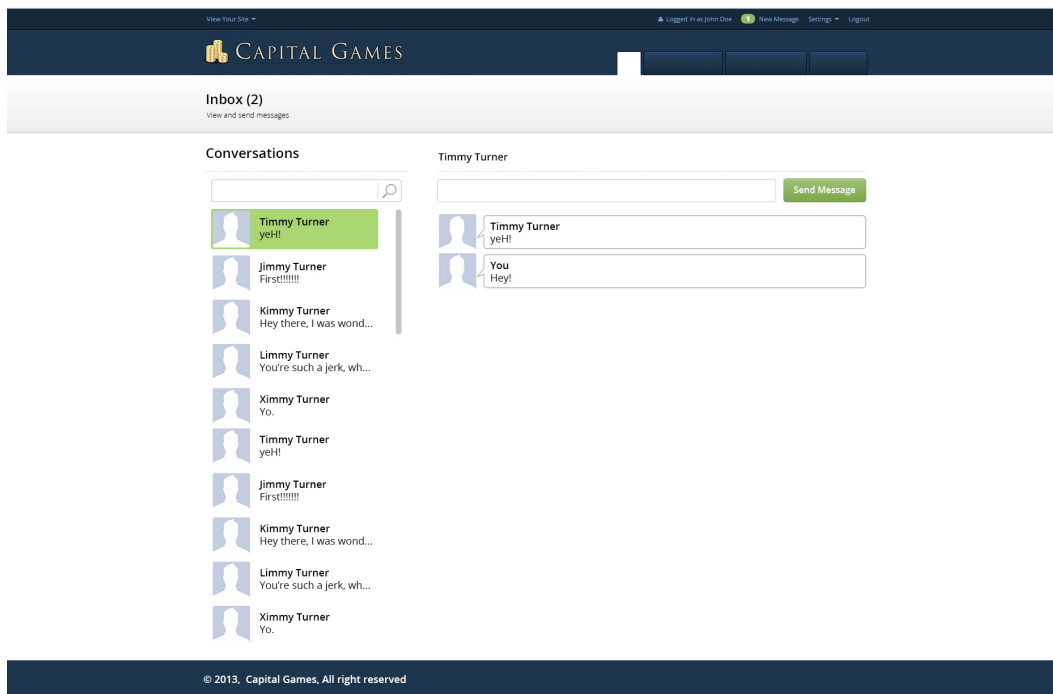 View Your Site
Logged in as John Doe 1 New Message Settings Logout
CAPITAL GAMES
Inbox (2)
View and send messages
Conversations
Timmy Turner
yeH!
Jimmy Turner
First!!!!!!!
Kimmy Turner
Hey there, I was wond...
Limmy Turner
You're such a jerk, wh...
Ximmy Turner
Yo.
Timmy Turner
yeH!
Jimmy Turner
First!!!!!!!
Kimmy Turner
Hey there, I was wond...
Limmy Turner
You're such a jerk, wh...
Ximmy Turner
Yo.
Timmy Turner
Send Message
Timmy Turner
yeH!
You
Hey!
© 2013, Capital Games, All right reserved